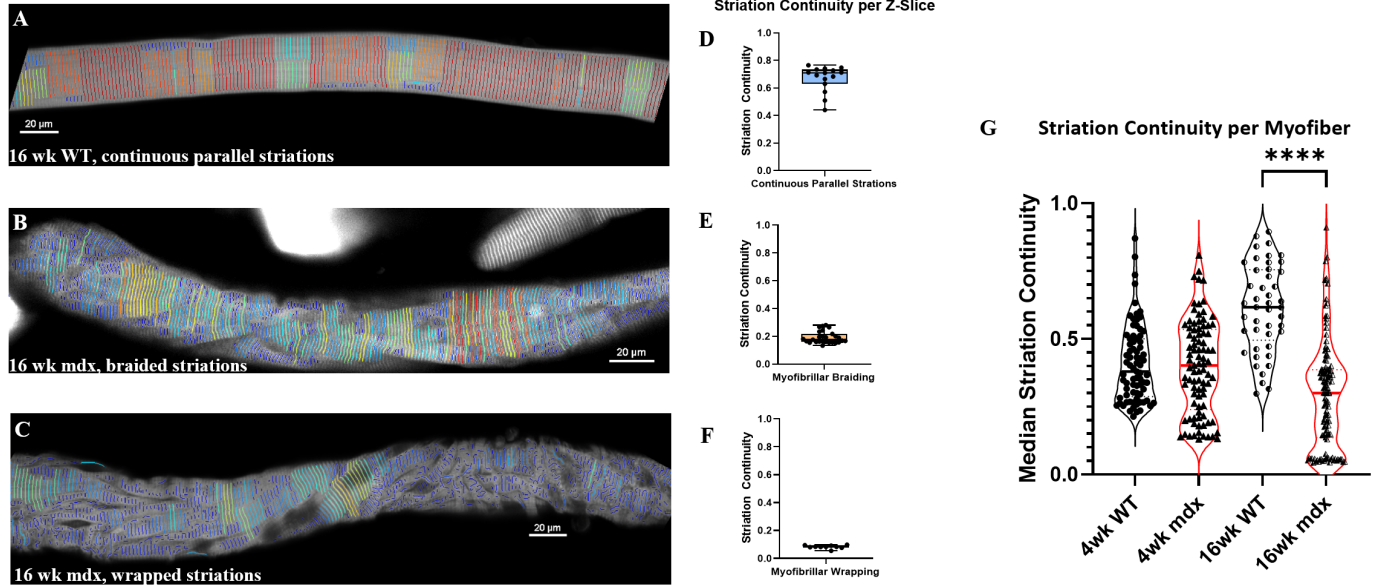 A
20 µm
16 wk WT, continuous parallel striations
B
20 µm
16 wk mdx, braided striations
C
20 µm
16 wk mdx, wrapped striations
Striation Continuity per Z-Slice
D
Striation Continuity
1.0
0.8
0.6
0.4
0.2
0.0
Continuous Parallel Strations
E
Striation Continuity
1.0
0.8
0.6
0.4
0.2
0.0
Myofibrillar Braiding
F
Striation Continuity
1.0
0.8
0.6
0.4
0.2
0.0
Myofibrillar Wrapping
G
Striation Continuity per Myofiber
****
Median Striation Continuity
1.0
0.5
0.0
4wk WT
4wk mdx
16wk WT
16wk mdx